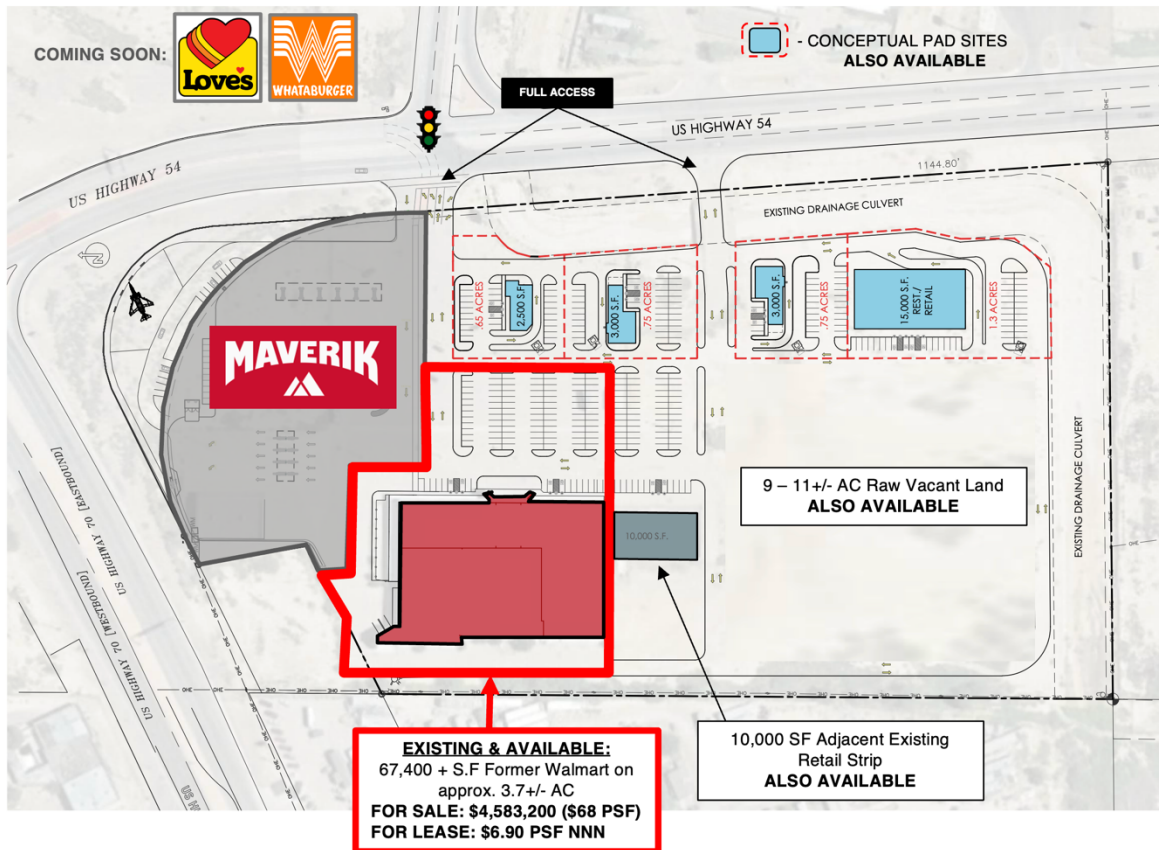 COMING SOON:
Love's
WHATABURGER
- CONCEPTUAL PAD SITES
ALSO AVAILABLE
FULL ACCESS
US HIGHWAY 54
US HIGHWAY 54
1144.80'
EXISTING DRAINAGE CULVERT
.65 ACRES
2,500 S.F.
3,000 S.F.
.75 ACRES
3,000 S.F.
.75 ACRES
15,000 S.F.
REST./
RETAIL
1.3 ACRES
MAVERIK
EXISTING DRAINAGE CULVERT
9 – 11+/- AC Raw Vacant Land
ALSO AVAILABLE
10,000 S.F.
US HIGHWAY 70 [EASTBOUND]
US HIGHWAY 70 [WESTBOUND]
EXISTING & AVAILABLE:
67,400 + S.F Former Walmart on
approx. 3.7+/- AC
FOR SALE: $4,583,200 ($68 PSF)
FOR LEASE: $6.90 PSF NNN
10,000 SF Adjacent Existing
Retail Strip
ALSO AVAILABLE